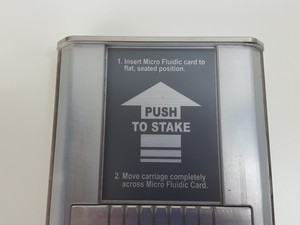 1. Insert Micro Fluidic card to
flat, seated position.
PUSH
TO STAKE
2. Move carriage completely
across Micro Fluidic Card.